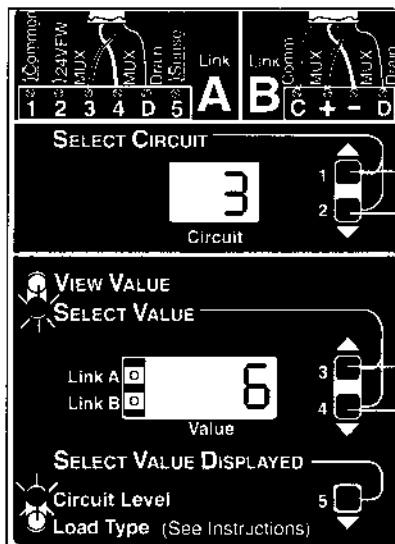 (Common)
24VFW
MUX
MUX
Drain
(Sense)
Link
A
Link
B
Comm
MUX
MUX
Drain
1 2 3 4 D 5
C + - D
SELECT CIRCUIT
3
1
2
Circuit
VIEW VALUE
SELECT VALUE
Link A
6
3
Link B
4
Value
SELECT VALUE DISPLAYED
Circuit Level
5
Load Type (See Instructions)